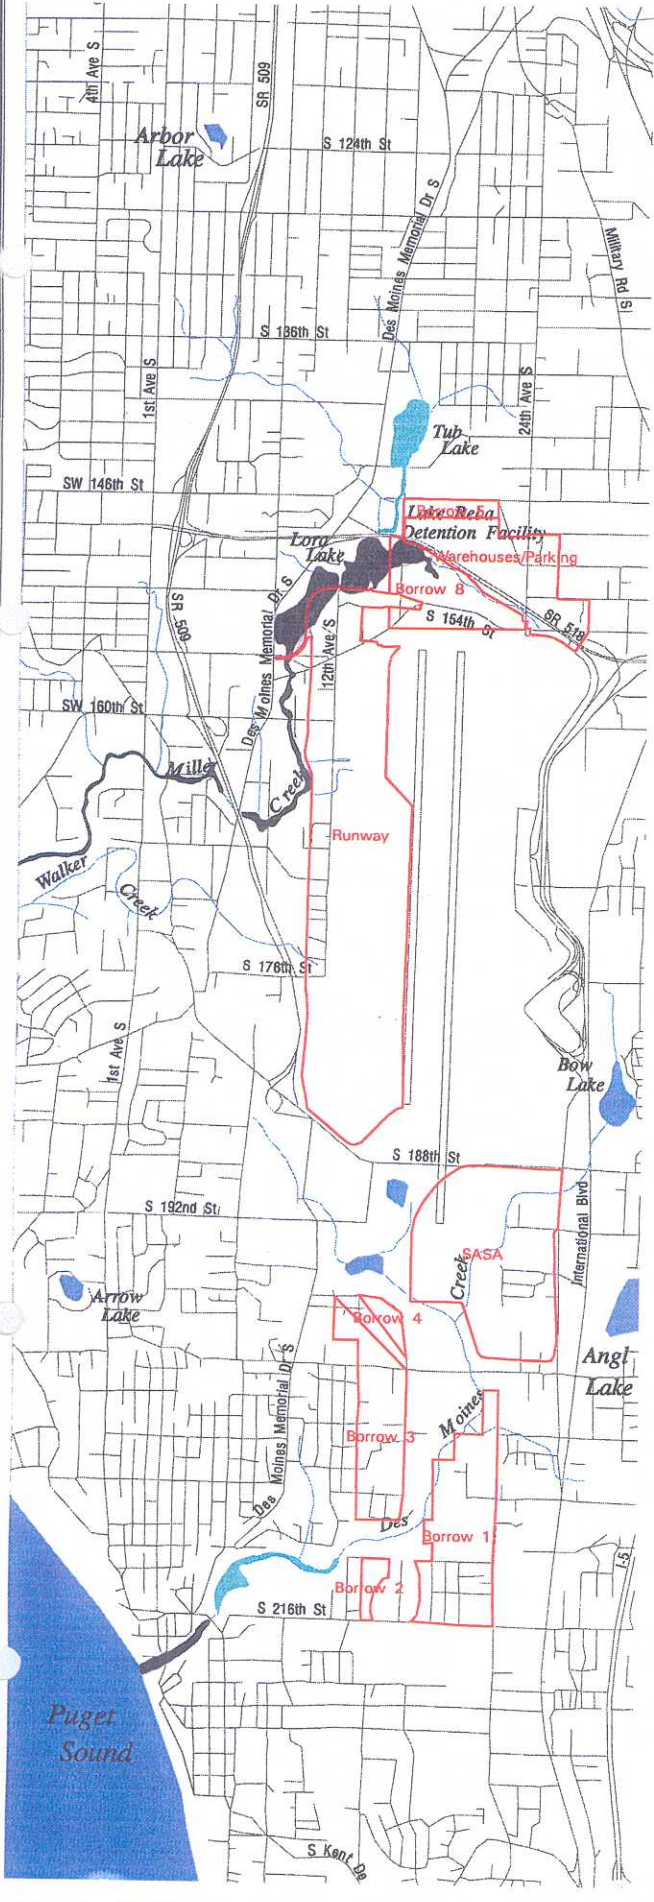 4th Ave S
SR 509
Arbor
Lake
S 124th St
Des Moines Memorial Dr S
Military Rd S
S 136th St
1st Ave S
24th Ave S
Tub
Lake
SW 146th St
Lake Reba
Detention Facility
Lora
Lake
Warehouses/Parking
Borrow 8
SR 509
Des Moines Memorial Dr S
12th Ave S
S 154th St
SR 518
SW 160th St
Miller
Creek
Runway
Walker
Creek
S 176th St
1st Ave S
Bow
Lake
S 188th St
S 192nd St
International Blvd
SASA
Creek
Arrow
Lake
Borrow 4
Angl
Lake
Des Moines Memorial Dr S
Moines
Borrow 3
Des
Borrow 1
I-5
Borrow 2
S 216th St
Puget
Sound
S Kent De